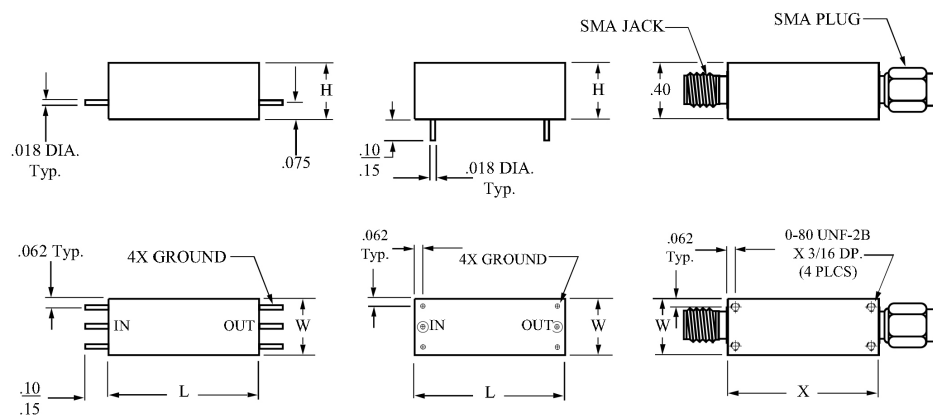 SMA JACK
SMA PLUG
H
.075
.018 DIA.
Typ.
H
.10
.15
.018 DIA.
Typ.
.40
.062 Typ.
4X GROUND
IN
OUT
W
.10
.15
L
.062
Typ.
4X GROUND
IN
OUT
W
L
.062
Typ.
0-80 UNF-2B
X 3/16 DP.
(4 PLCS)
W
X